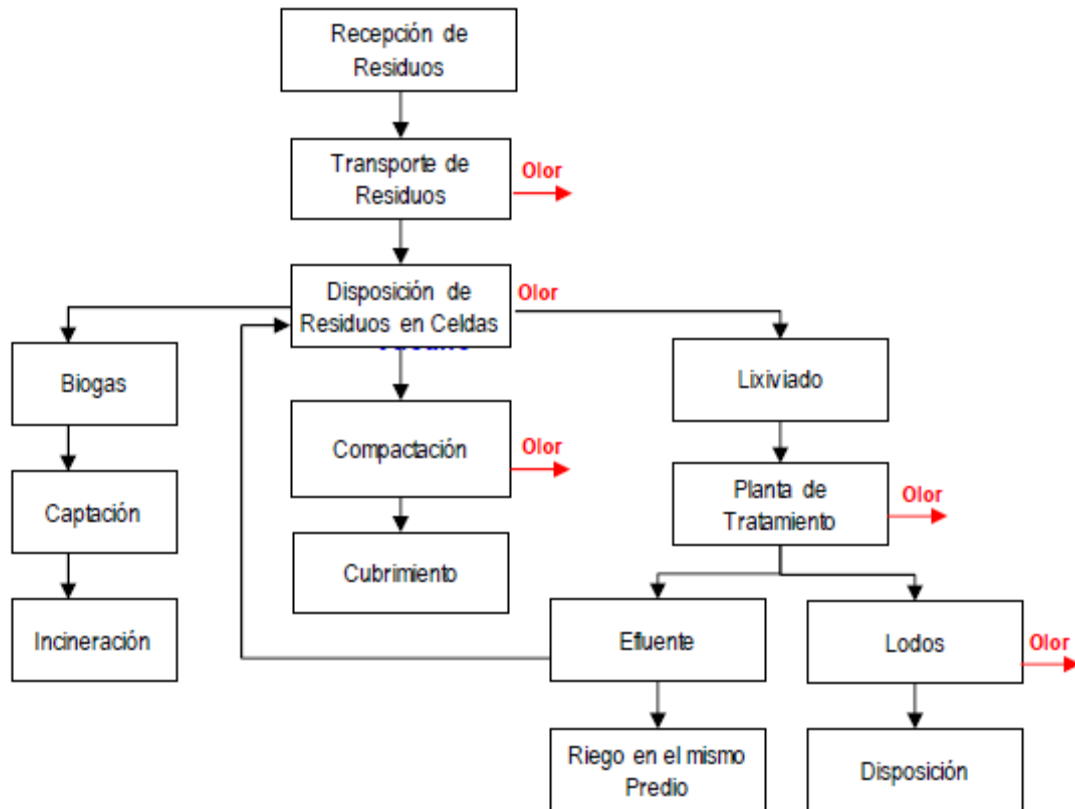 Recepción de
Residuos
Transporte de
Residuos
Olor
Disposición de
Residuos en Celdas
Olor
Biogas
Lixiviado
Compactación
Olor
Captación
Planta de
Tratamiento
Olor
Cubrimiento
Incineración
Efluente
Lodos
Olor
Riego en el mismo
Predio
Disposición